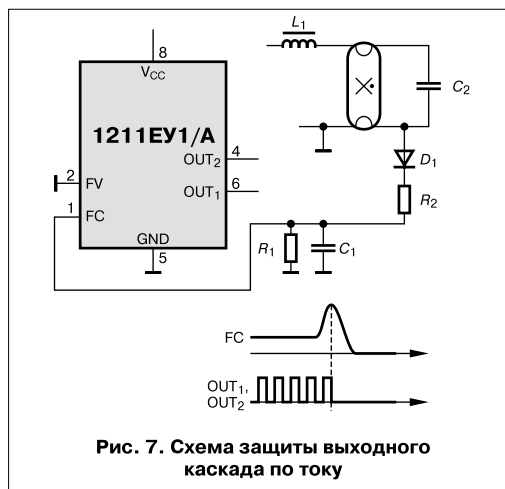 L1
8
VCC
1211ЕУ1/А
C2
OUT2
4
D1
2
FV
OUT1
6
1
FC
R2
GND
5
R1
C1
FC
OUT1,
OUT2
Рис. 7. Схема защиты выходного
каскада по току